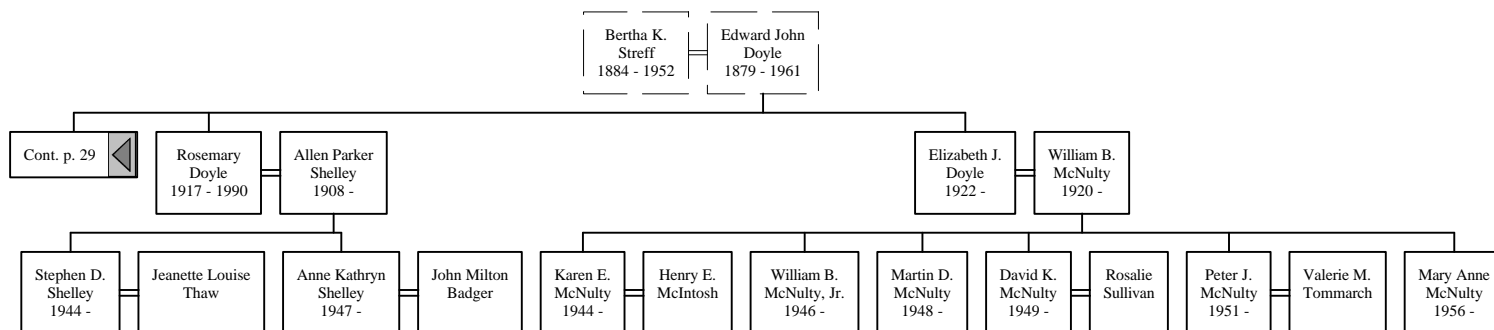 Bertha K.
Streff
1884 - 1952
Edward John
Doyle
1879 - 1961
Cont. p. 29
Rosemary
Doyle
1917 - 1990
Allen Parker
Shelley
1908 -
Elizabeth J.
Doyle
1922 -
William B.
McNulty
1920 -
Stephen D.
Shelley
1944 -
Jeanette Louise
Thaw
Anne Kathryn
Shelley
1947 -
John Milton
Badger
Karen E.
McNulty
1944 -
Henry E.
McIntosh
William B.
McNulty, Jr.
1946 -
Martin D.
McNulty
1948 -
David K.
McNulty
1949 -
Rosalie
Sullivan
Peter J.
McNulty
1951 -
Valerie M.
Tommarch
Mary Anne
McNulty
1956 -